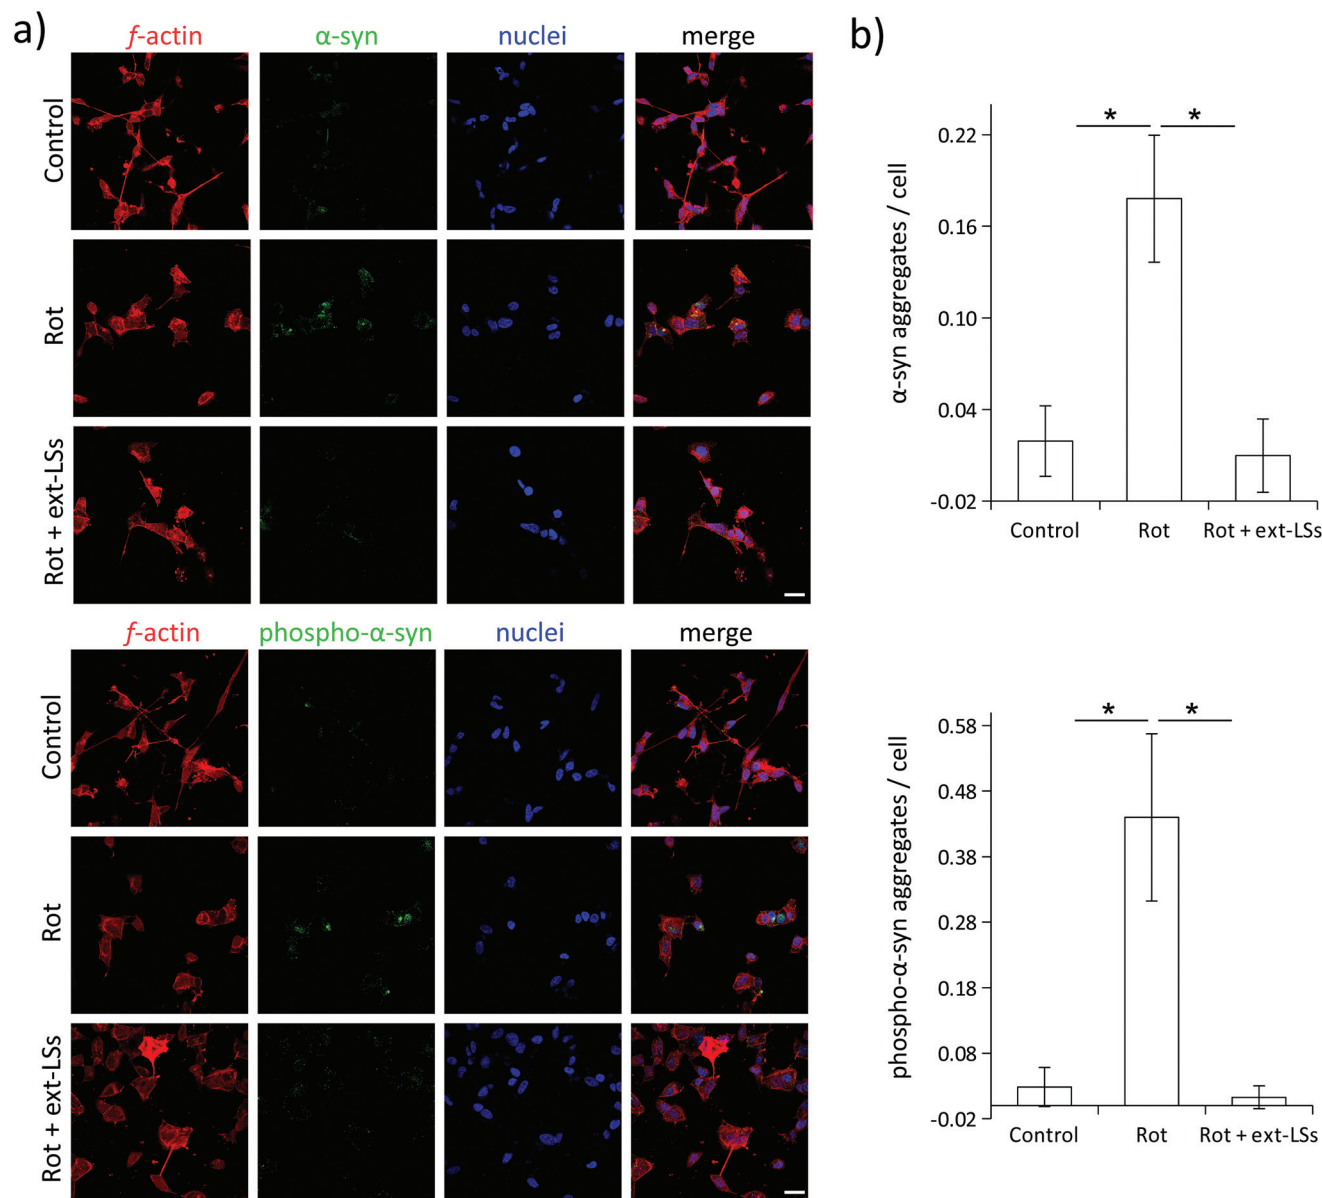 a)
f-actin α-syn nuclei merge
Control
Rot
Rot + ext-LSs
f-actin phospho-α-syn nuclei merge
Control
Rot
Rot + ext-LSs
b)
α-syn aggregates / cell
0.22
0.16
0.10
0.04
-0.02
* *
Control Rot Rot + ext-LSs
phospho-α-syn aggregates / cell
0.58
0.48
0.38
0.28
0.18
0.08
-0.02
* *
Control Rot Rot + ext-LSs